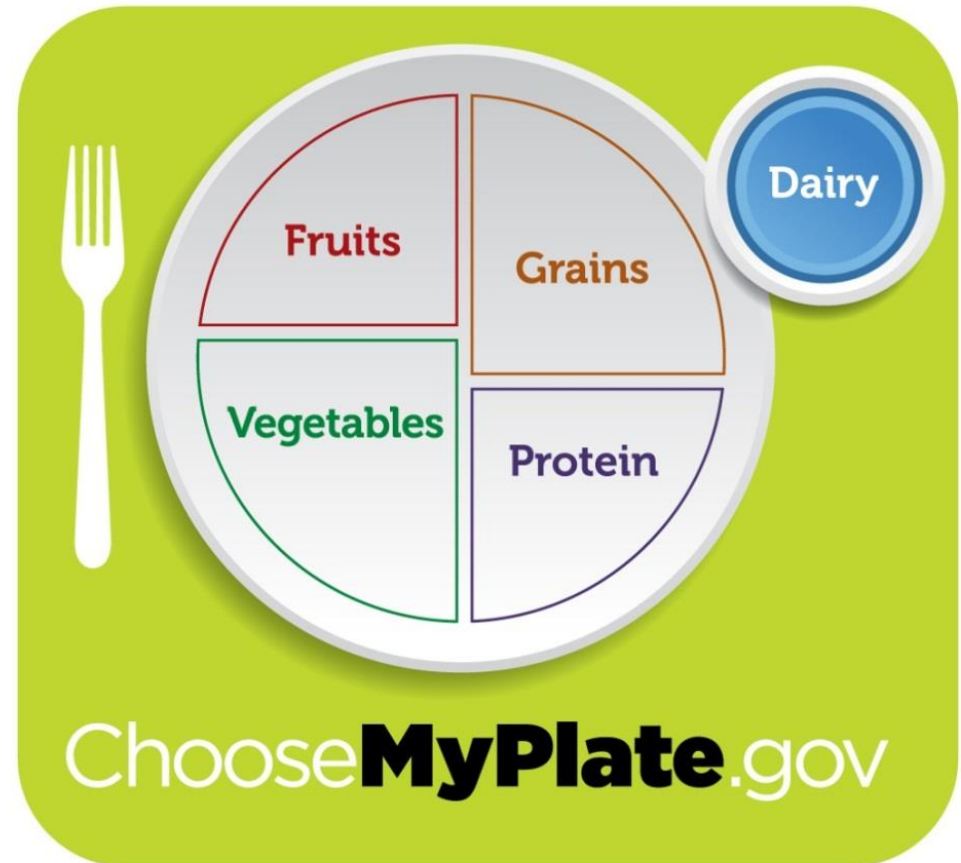 Fruits
Grains
Dairy
Vegetables
Protein
ChooseMyPlate.gov